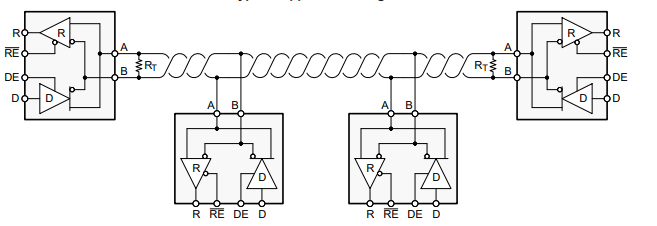 R R A A R R
RE B RT RT B RE
DE DE
D D D D
A B A B
R D R D
R RE DE D R RE DE D